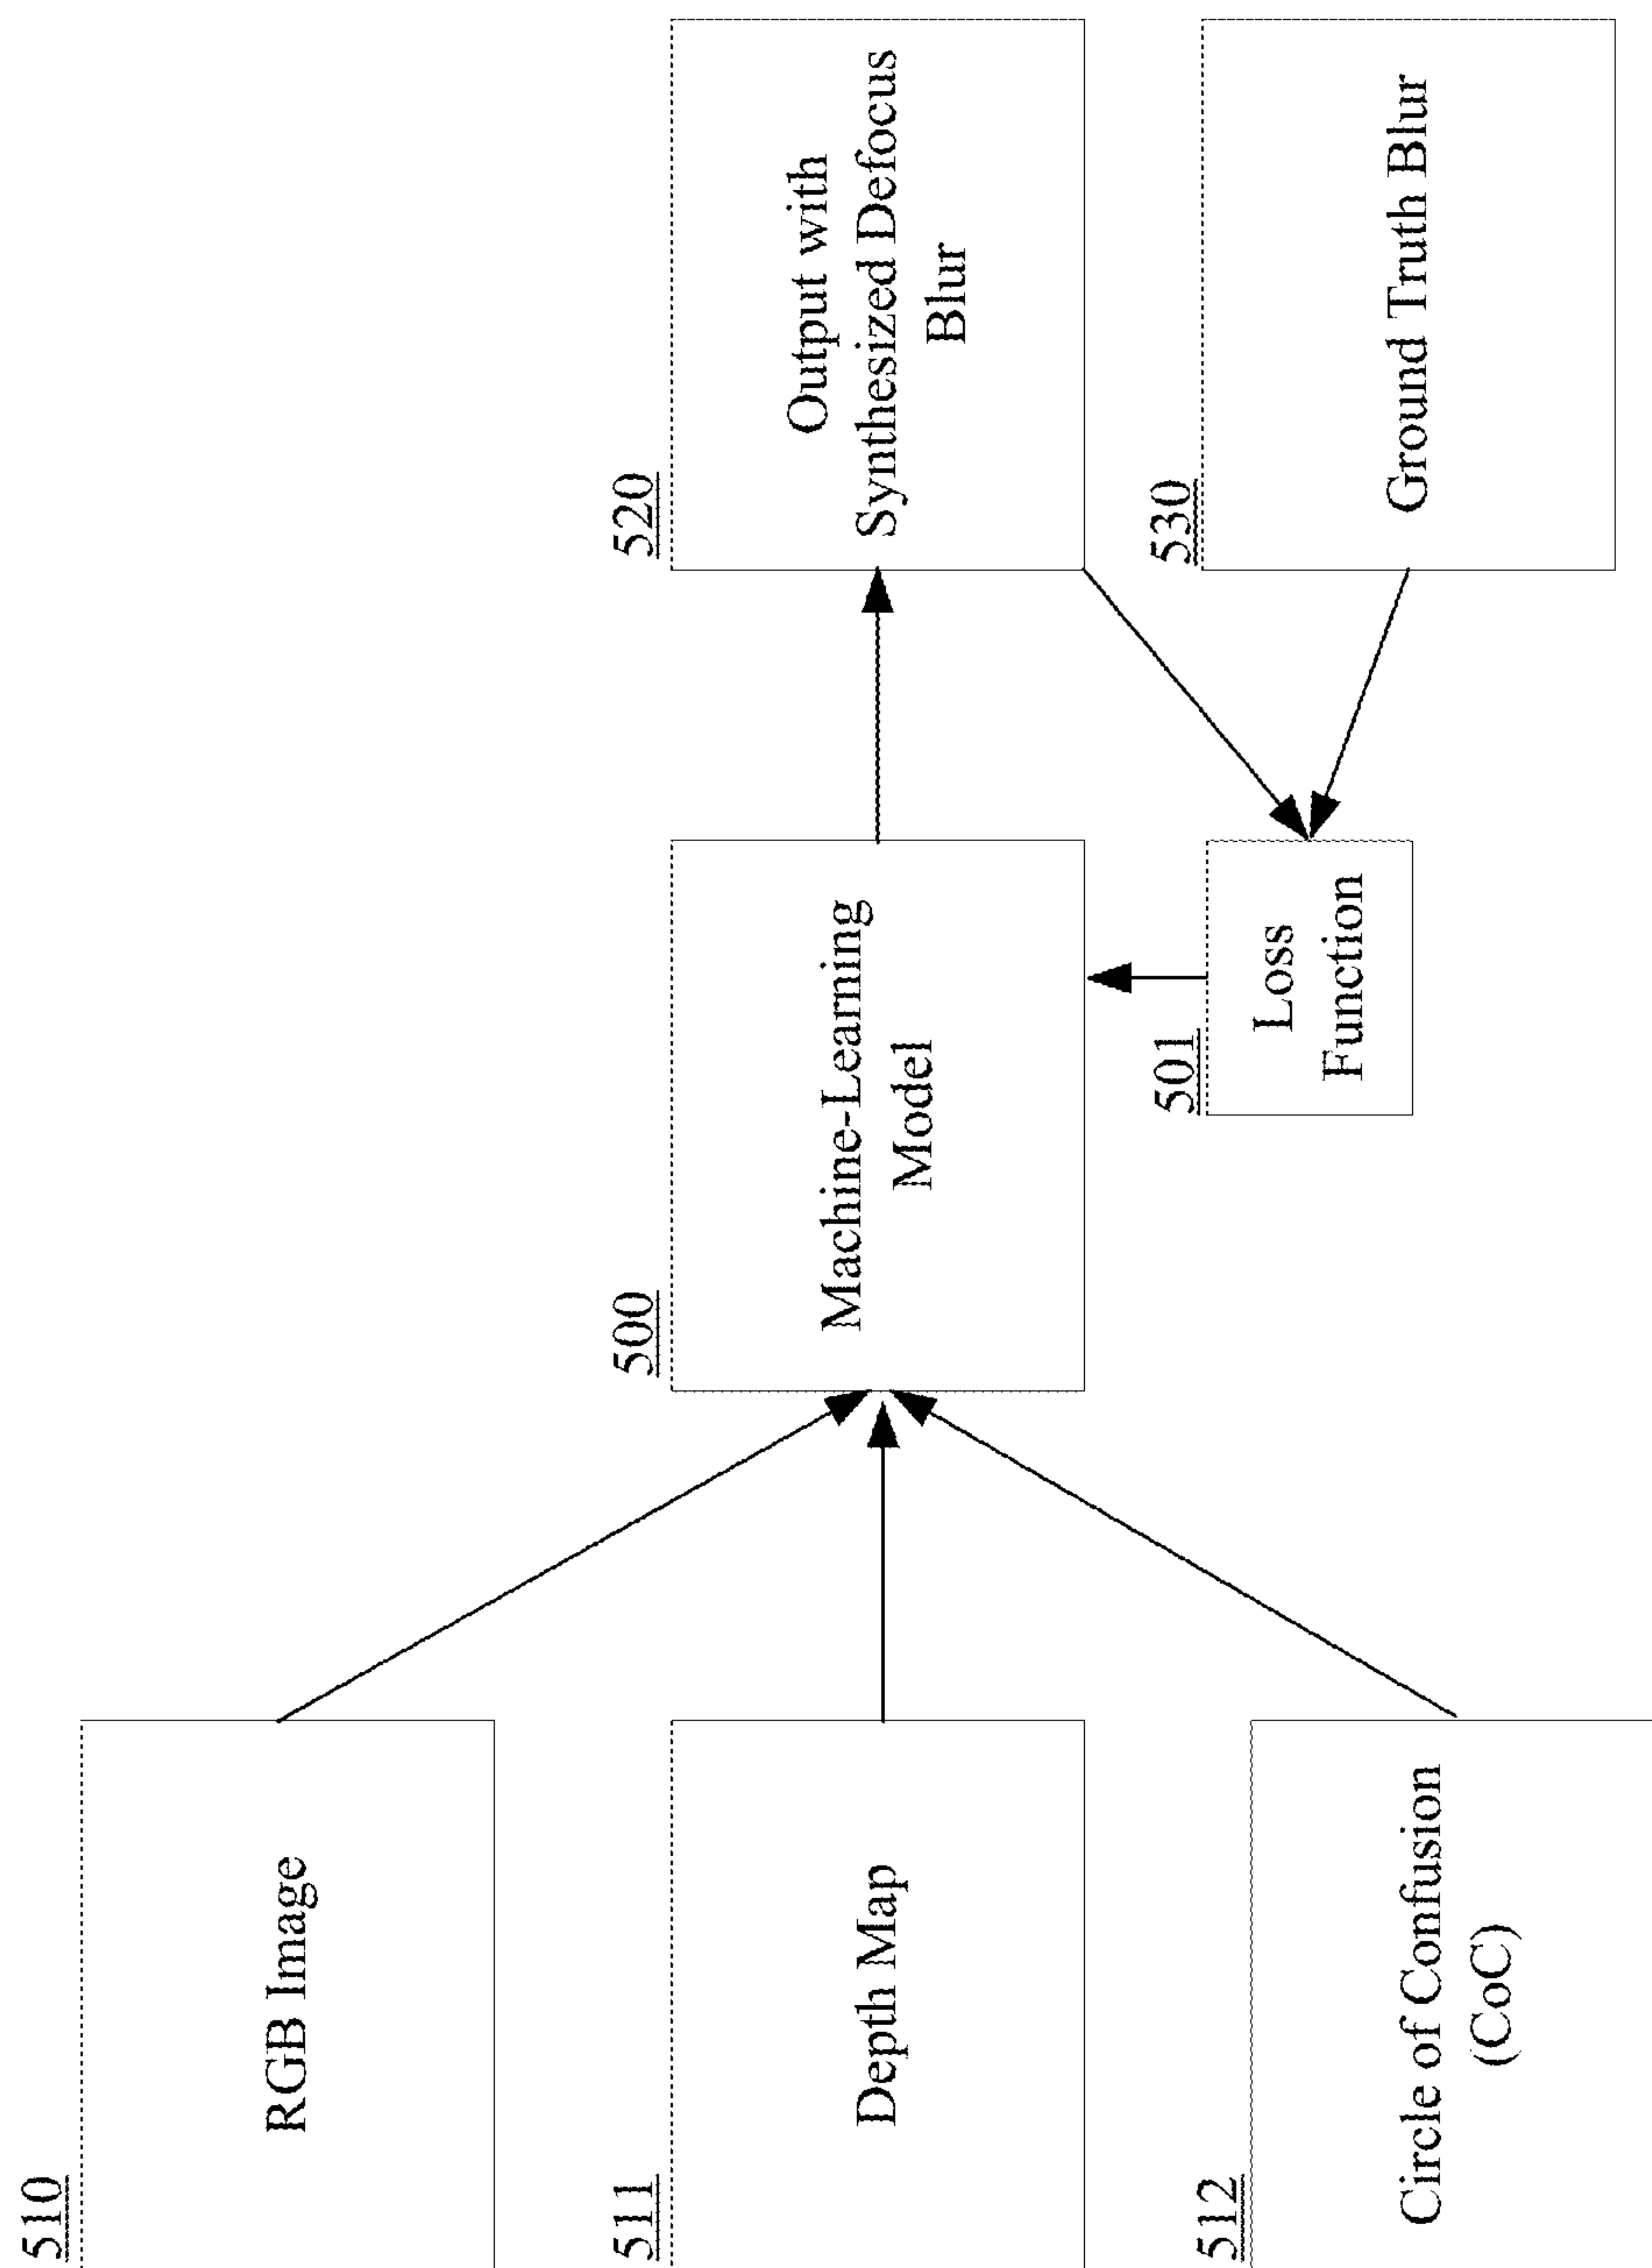 510
RGB Image
511
Depth Map
512
Circle of Confusion
(CoC)
500
Machine-Learning
Model
501
Loss
Function
520
Output with
Synthesized Defocus
Blur
530
Ground Truth Blur